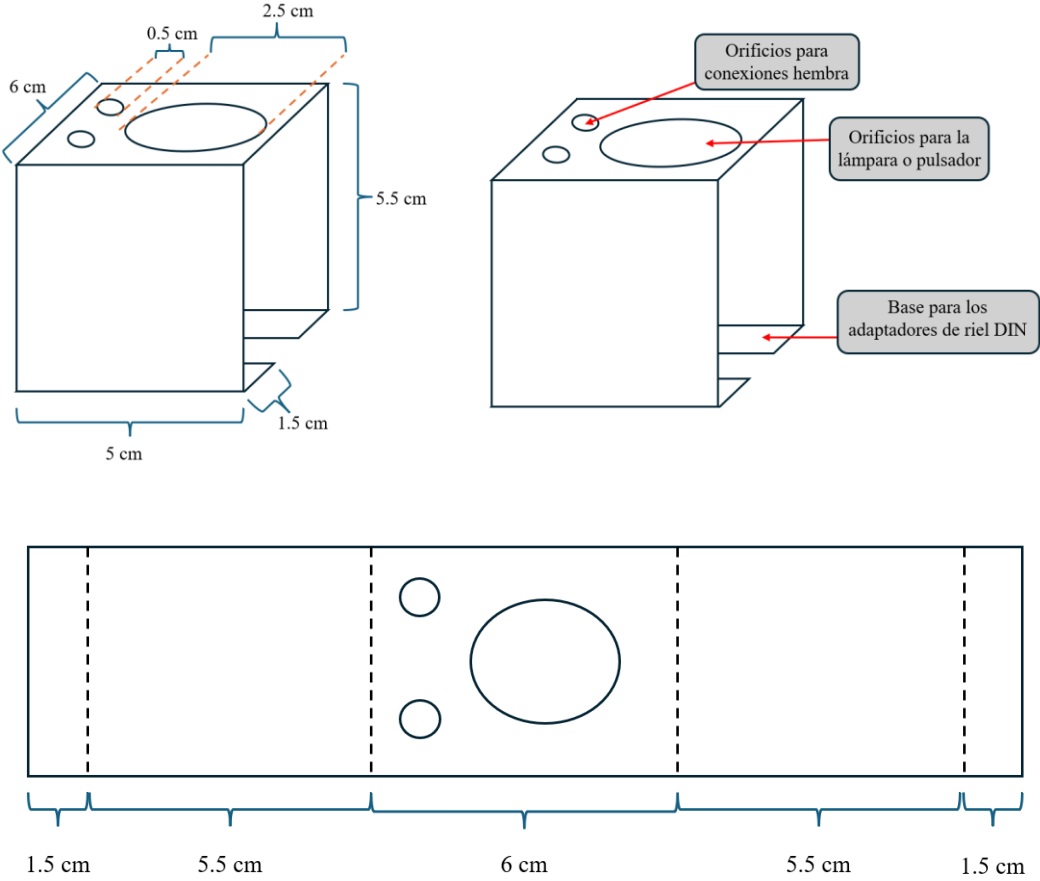 2.5 cm
0.5 cm
6 cm
5.5 cm
1.5 cm
5 cm
Orificios para
conexiones hembra
Orificios para la
lámpara o pulsador
Base para los
adaptadores de riel DIN
1.5 cm
5.5 cm
6 cm
5.5 cm
1.5 cm